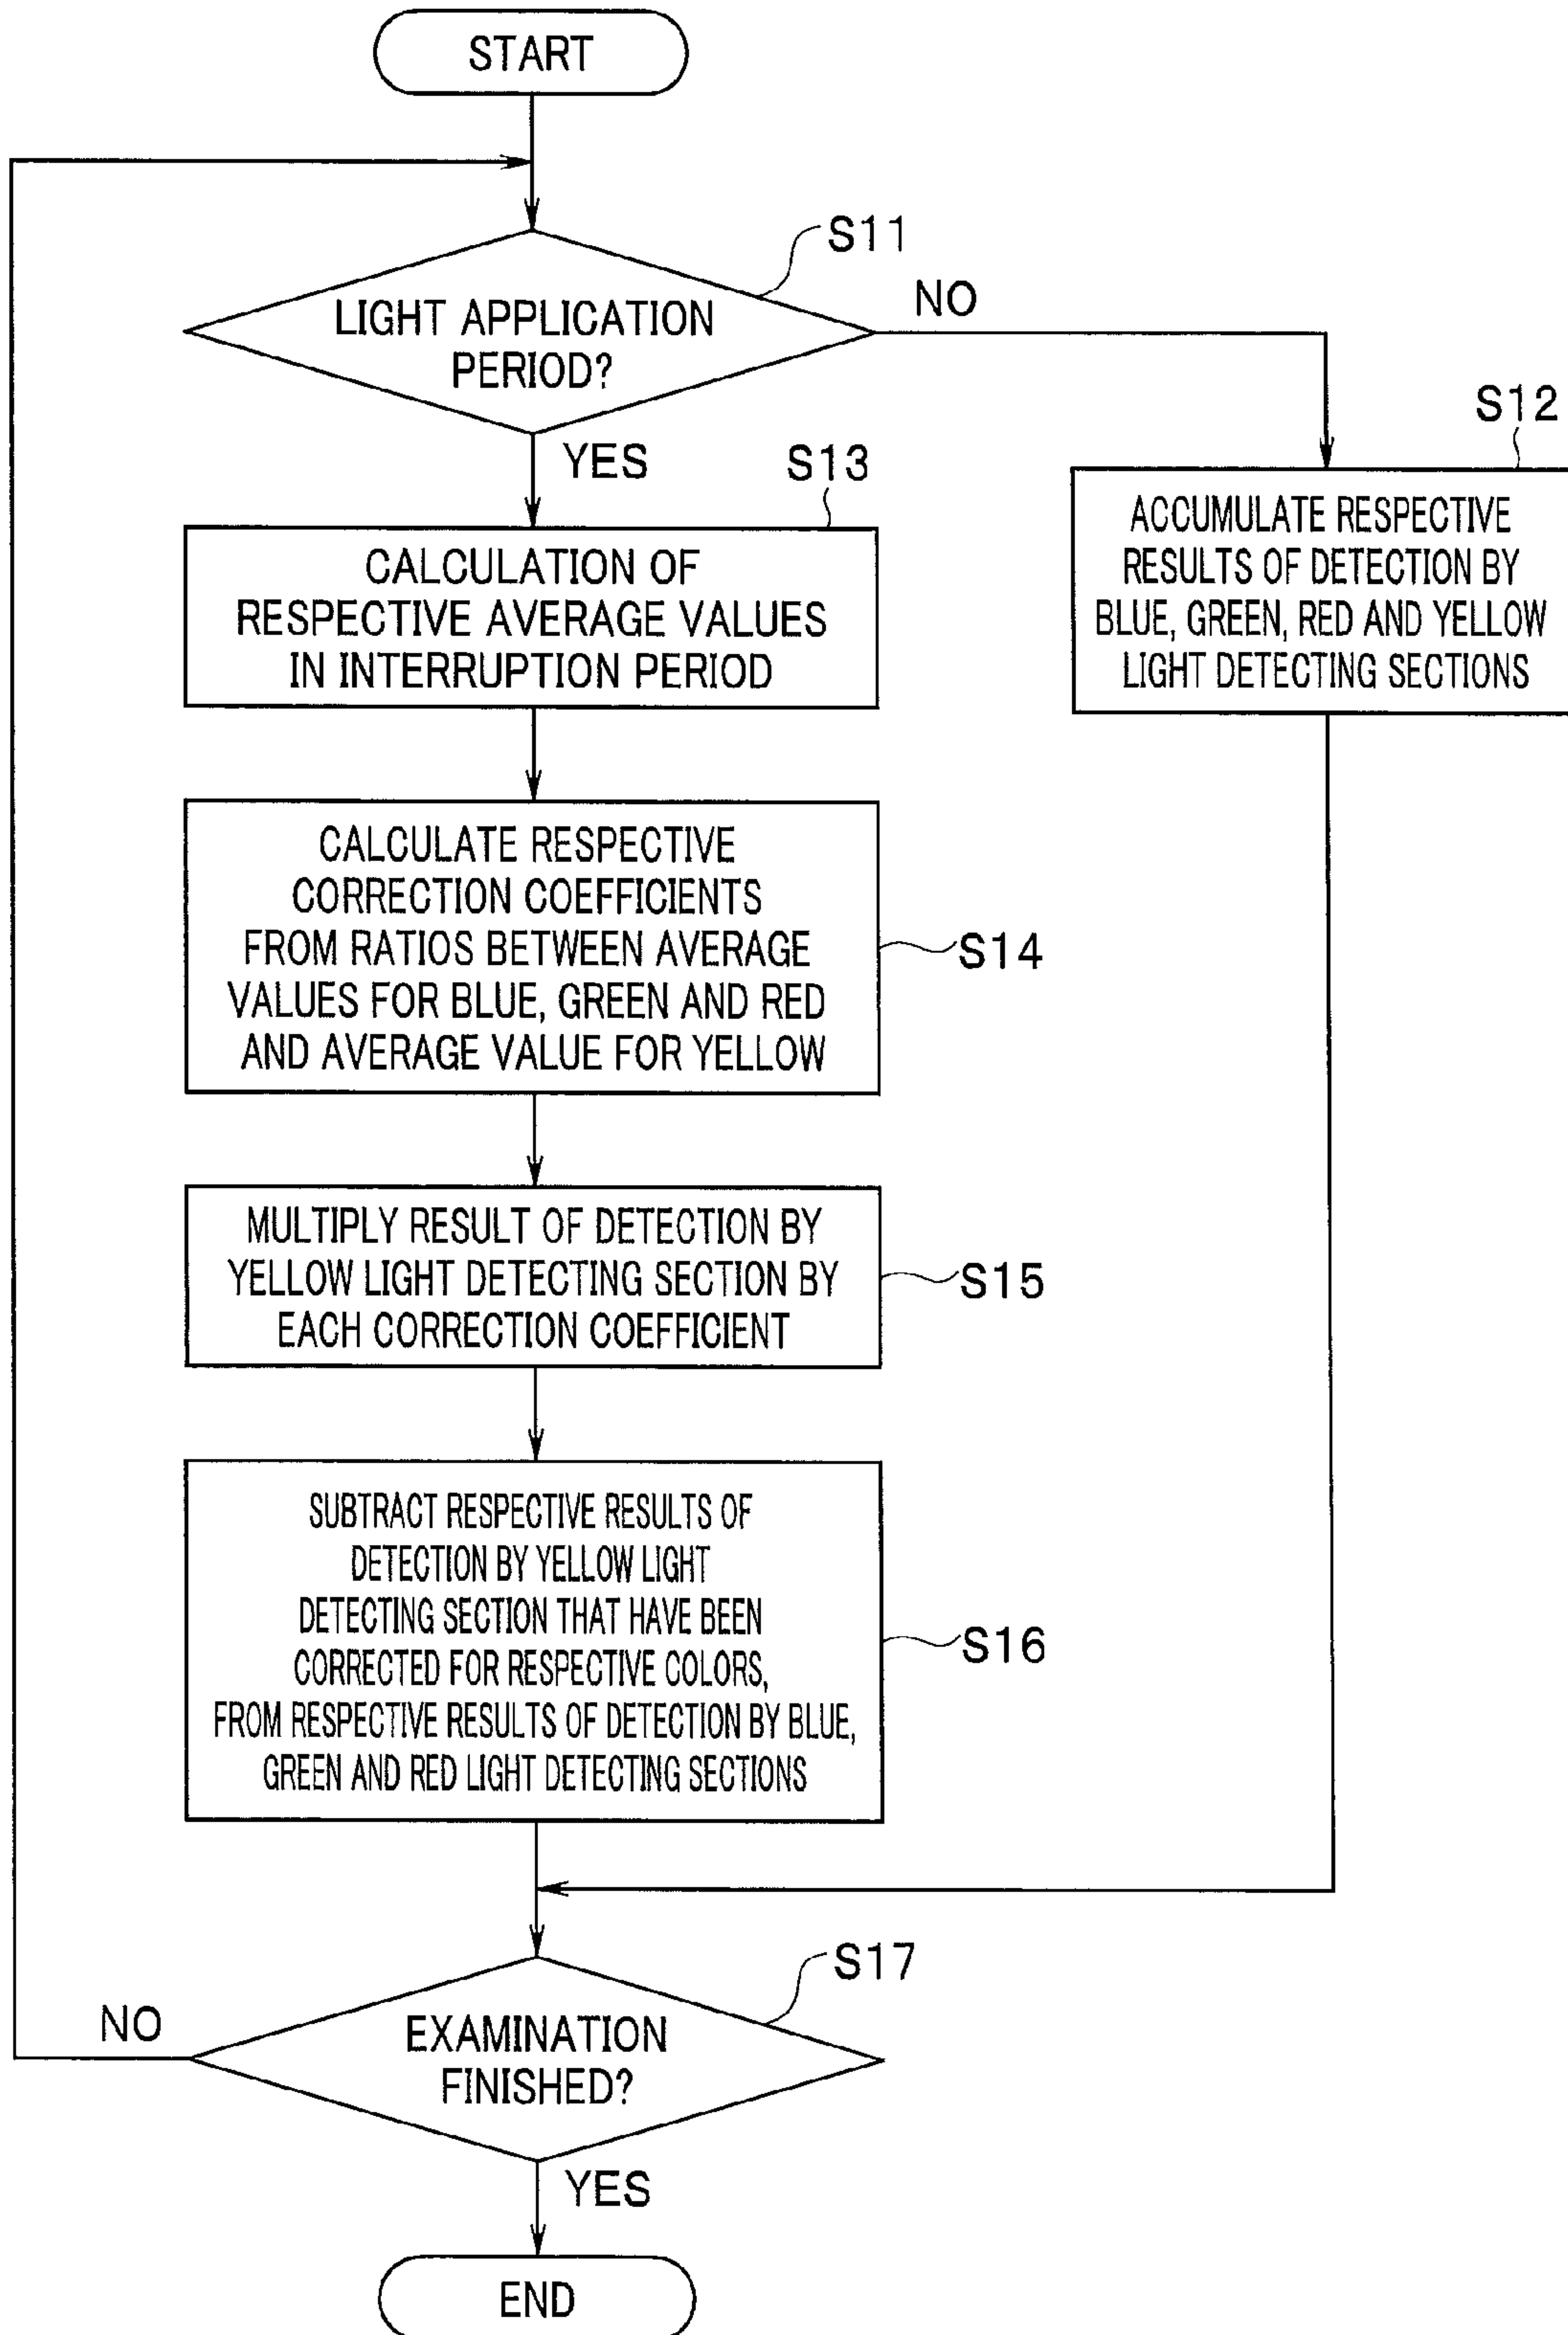 START
S11
LIGHT APPLICATION
PERIOD?
NO
YES
S12
ACCUMULATE RESPECTIVE
RESULTS OF DETECTION BY
BLUE, GREEN, RED AND YELLOW
LIGHT DETECTING SECTIONS
S13
CALCULATION OF
RESPECTIVE AVERAGE VALUES
IN INTERRUPTION PERIOD
CALCULATE RESPECTIVE
CORRECTION COEFFICIENTS
FROM RATIOS BETWEEN AVERAGE
VALUES FOR BLUE, GREEN AND RED
AND AVERAGE VALUE FOR YELLOW
S14
MULTIPLY RESULT OF DETECTION BY
YELLOW LIGHT DETECTING SECTION BY
EACH CORRECTION COEFFICIENT
S15
SUBTRACT RESPECTIVE RESULTS OF
DETECTION BY YELLOW LIGHT
DETECTING SECTION THAT HAVE BEEN
CORRECTED FOR RESPECTIVE COLORS,
FROM RESPECTIVE RESULTS OF DETECTION BY BLUE,
GREEN AND RED LIGHT DETECTING SECTIONS
S16
S17
NO
EXAMINATION
FINISHED?
YES
END